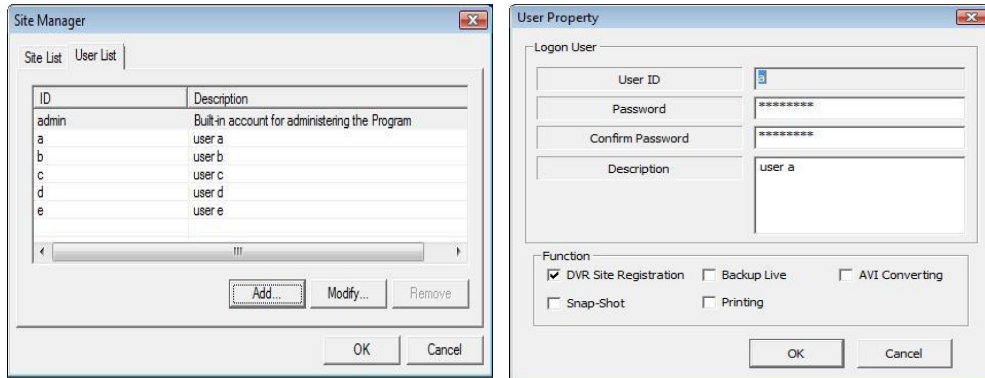 Site Manager
Site List User List
ID Description
admin Built-in account for administering the Program
a user a
b user b
c user c
d user d
e user e
Add... Modify... Remove
OK Cancel
User Property
Logon User
User ID a
Password ********
Confirm Password ********
Description user a
Function
DVR Site Registration Backup Live AVI Converting
Snap-Shot Printing
OK Cancel